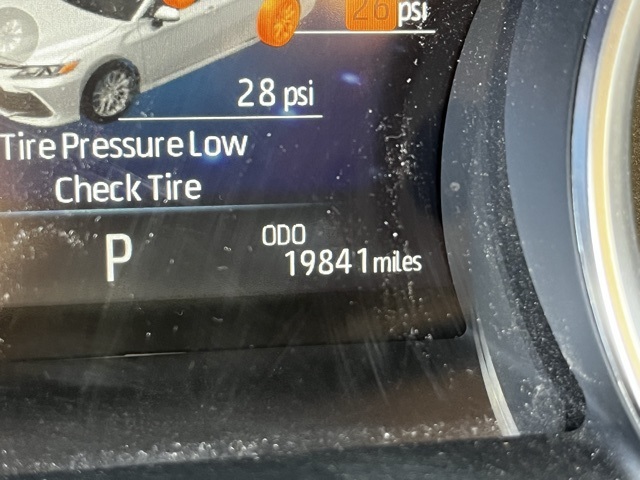 26 psi
28 psi
Tire Pressure Low
Check Tire
P
ODO
19841 miles